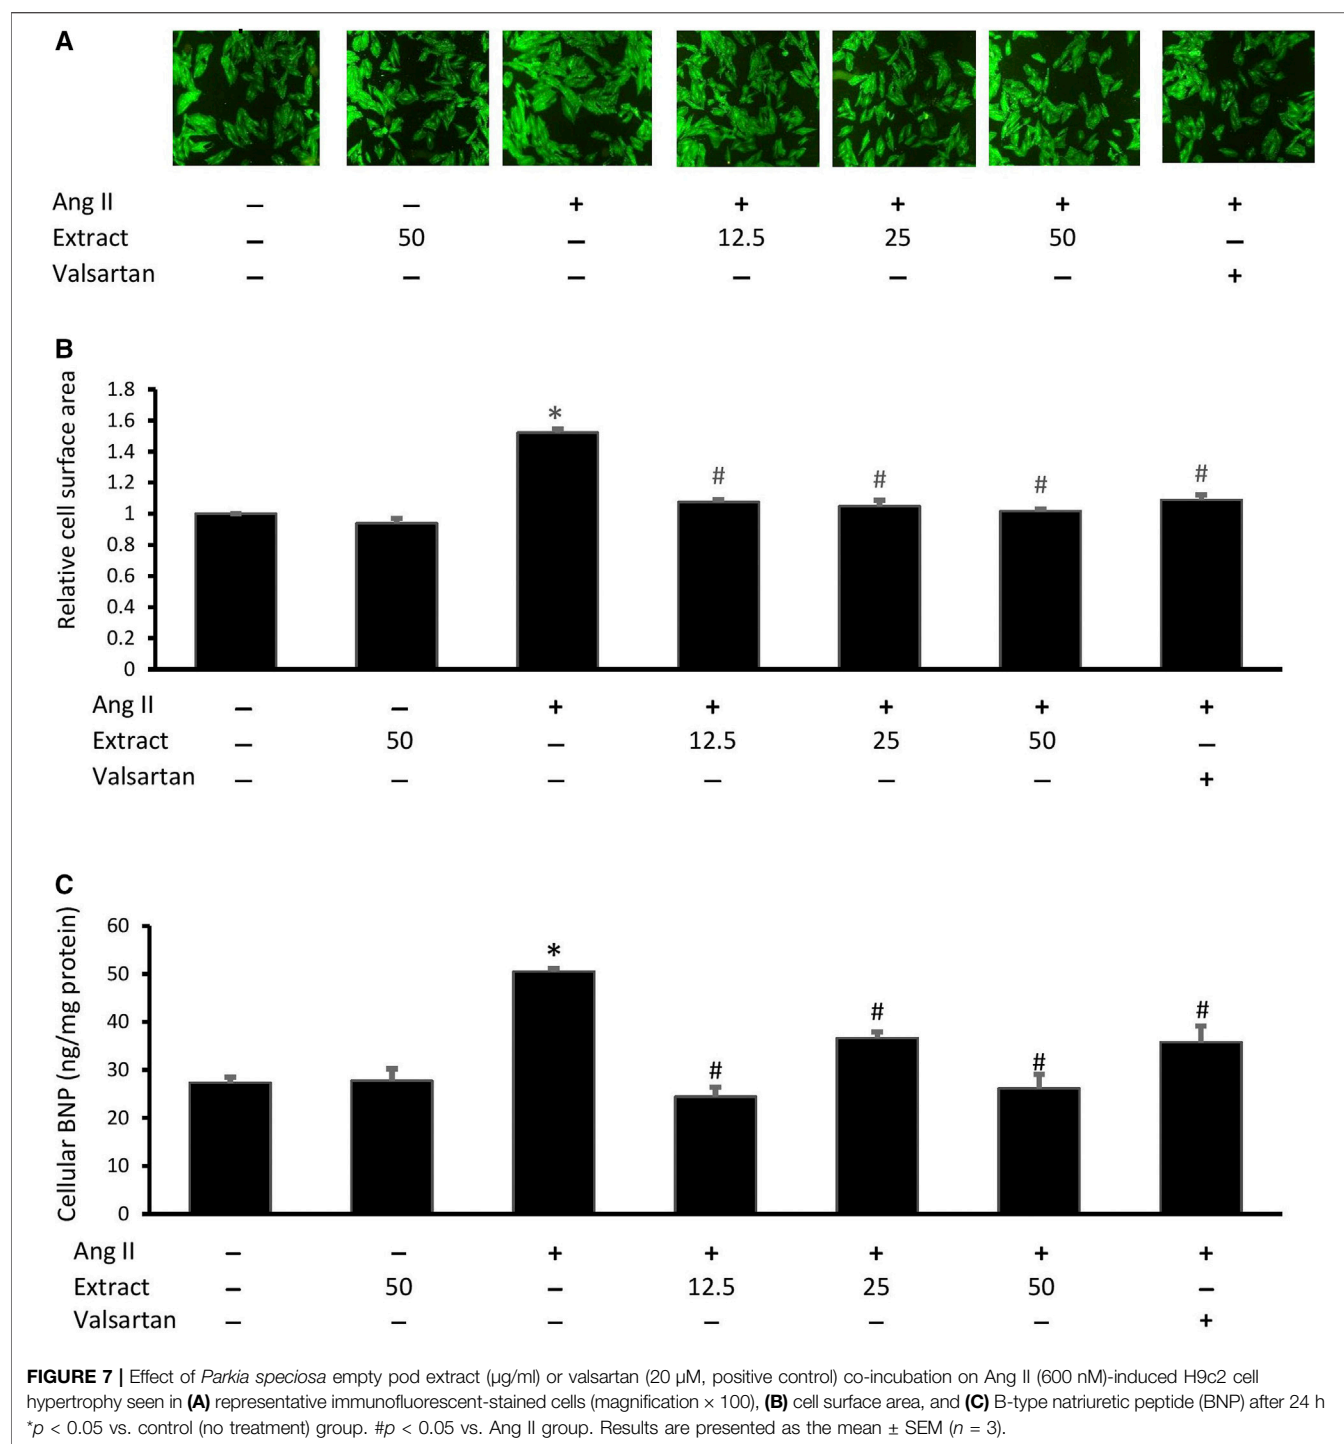 A
Ang II – – + + + + +
Extract – 50 – 12.5 25 50 –
Valsartan – – – – – – +
B
Relative cell surface area
1.8
1.6
1.4
1.2
1
0.8
0.6
0.4
0.2
0
*
#
#
#
#
Ang II – – + + + + +
Extract – 50 – 12.5 25 50 –
Valsartan – – – – – – +
C
Cellular BNP (ng/mg protein)
60
50
40
30
20
10
0
*
#
#
#
#
Ang II – – + + + + +
Extract – 50 – 12.5 25 50 –
Valsartan – – – – – – +
FIGURE 7 | Effect of Parkia speciosa empty pod extract (μg/ml) or valsartan (20 μM, positive control) co-incubation on Ang II (600 nM)-induced H9c2 cell
hypertrophy seen in (A) representative immunofluorescent-stained cells (magnification × 100), (B) cell surface area, and (C) B-type natriuretic peptide (BNP) after 24 h
*p < 0.05 vs. control (no treatment) group. #p < 0.05 vs. Ang II group. Results are presented as the mean ± SEM (n = 3).